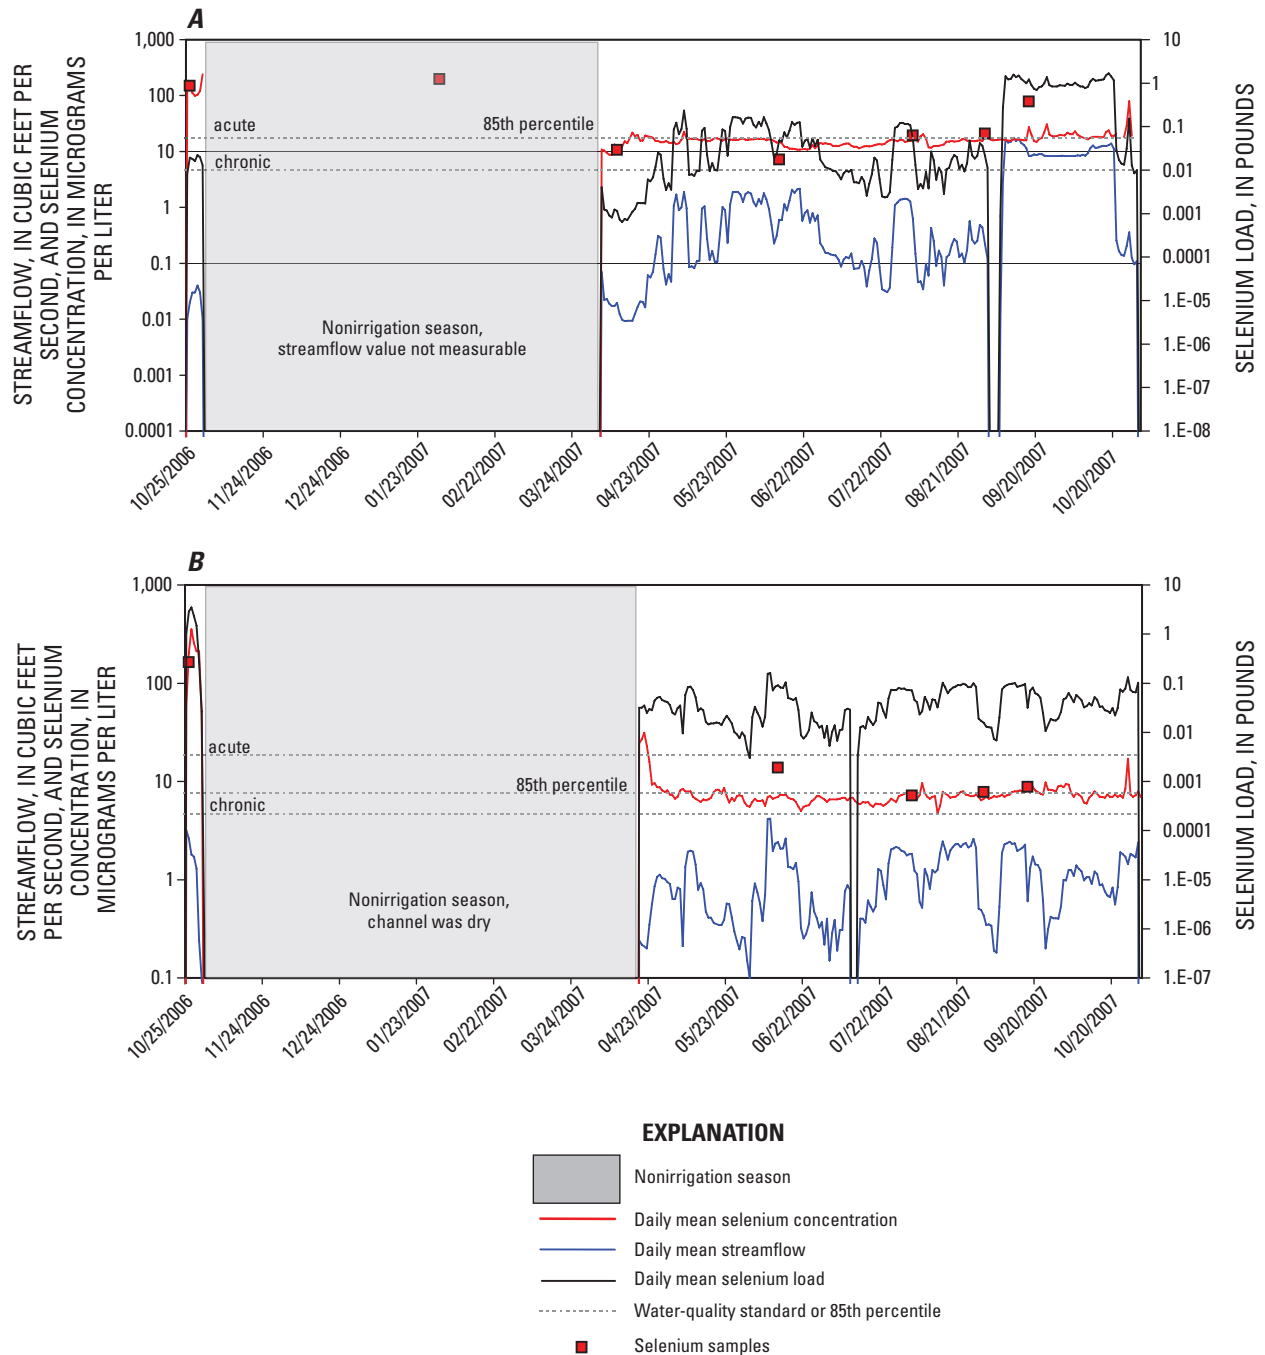 A
STREAMFLOW, IN CUBIC FEET PER
SECOND, AND SELENIUM
CONCENTRATION, IN MICROGRAMS
PER LITER
1,000
100
10
1
0.1
0.01
0.001
0.0001
acute
85th percentile
chronic
Nonirrigation season,
streamflow value not measurable
10
1
0.1
0.01
0.001
0.0001
1.E-05
1.E-06
1.E-07
1.E-08
SELENIUM LOAD, IN POUNDS
10/25/2006
11/24/2006
12/24/2006
01/23/2007
02/22/2007
03/24/2007
04/23/2007
05/23/2007
06/22/2007
07/22/2007
08/21/2007
09/20/2007
10/20/2007
B
STREAMFLOW, IN CUBIC FEET
PER SECOND, AND SELENIUM
CONCENTRATION, IN
MICROGRAMS PER LITER
1,000
100
10
1
0.1
acute
85th percentile
chronic
Nonirrigation season,
channel was dry
10
1
0.1
0.01
0.001
0.0001
1.E-05
1.E-06
1.E-07
SELENIUM LOAD, IN POUNDS
10/25/2006
11/24/2006
12/24/2006
01/23/2007
02/22/2007
03/24/2007
04/23/2007
05/23/2007
06/22/2007
07/22/2007
08/21/2007
09/20/2007
10/20/2007
EXPLANATION
Nonirrigation season
Daily mean selenium concentration
Daily mean streamflow
Daily mean selenium load
Water-quality standard or 85th percentile
Selenium samples